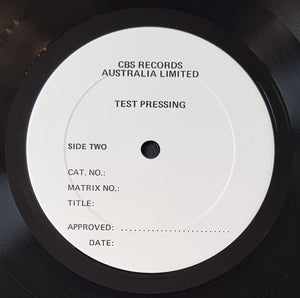 CBS RECORDS
AUSTRALIA LIMITED
TEST PRESSING
SIDE TWO
CAT. NO.:
MATRIX NO.:
TITLE:
APPROVED: ........................
DATE: